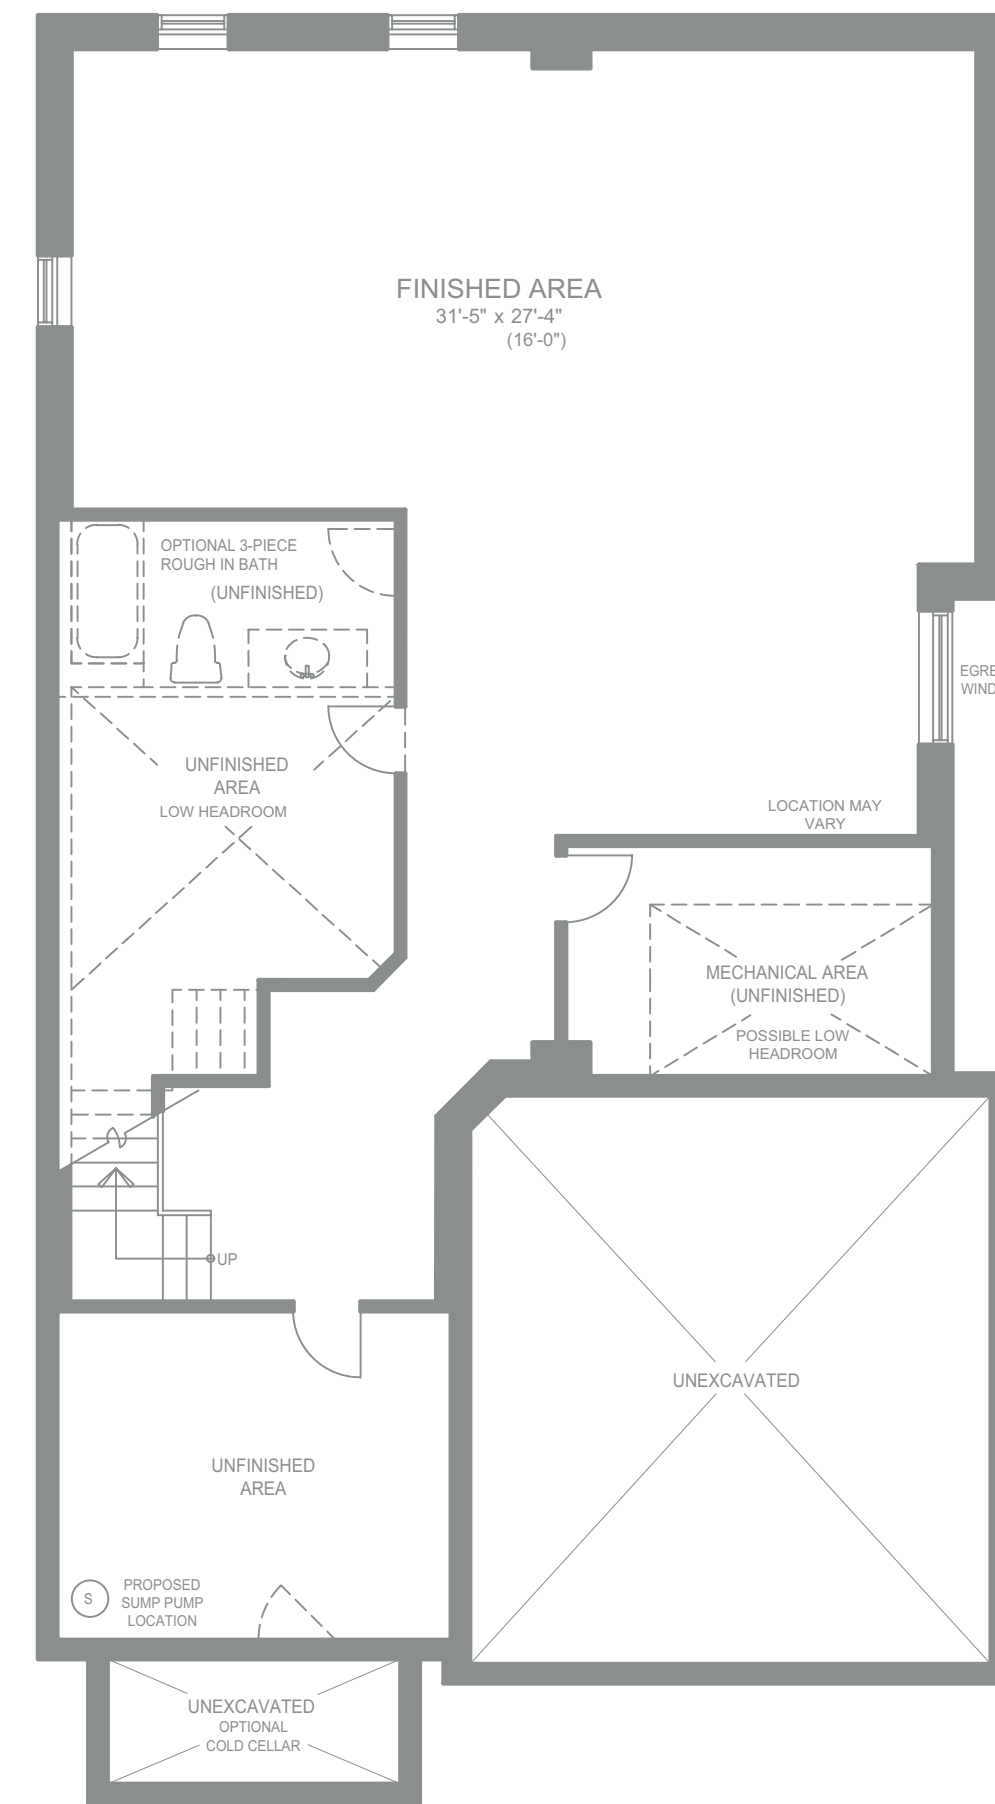 FINISHED AREA
31'-5" x 27'-4"
(16'-0")
OPTIONAL 3-PIECE
ROUGH IN BATH
(UNFINISHED)
UNFINISHED
AREA
LOW HEADROOM
EGRE
WIND
LOCATION MAY
VARY
MECHANICAL AREA
(UNFINISHED)
POSSIBLE LOW
HEADROOM
UP
UNEXCAVATED
UNFINISHED
AREA
S
PROPOSED
SUMP PUMP
LOCATION
UNEXCAVATED
OPTIONAL
COLD CELLAR